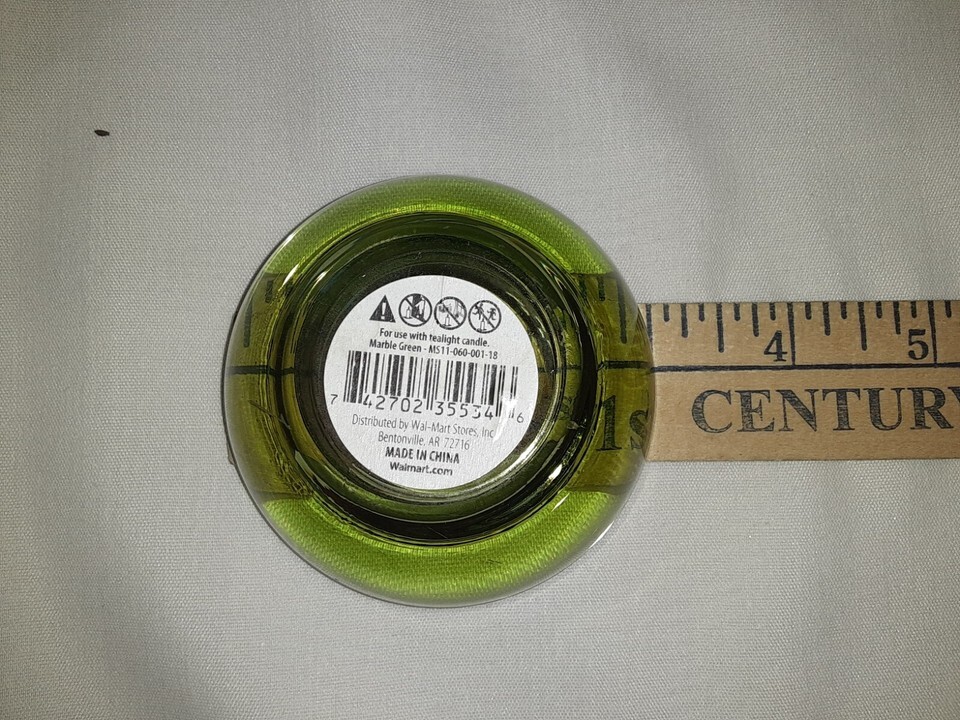 For use with tealight candle.
Marble Green - MS11-060-001-18
7 42702 35534 6
Distributed by Wal-Mart Stores, Inc.
Bentonville, AR 72716
MADE IN CHINA
Walmart.com
4 5
1s
CENTURY